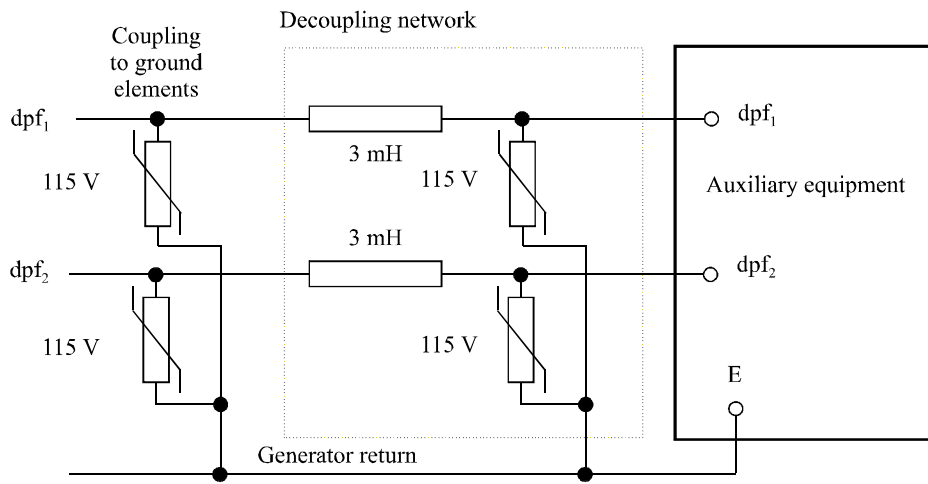 Decoupling network
Coupling
to ground
elements
dpf1
dpf1
3 mH
115 V
115 V
Auxiliary equipment
3 mH
dpf2
dpf2
115 V
115 V
E
Generator return